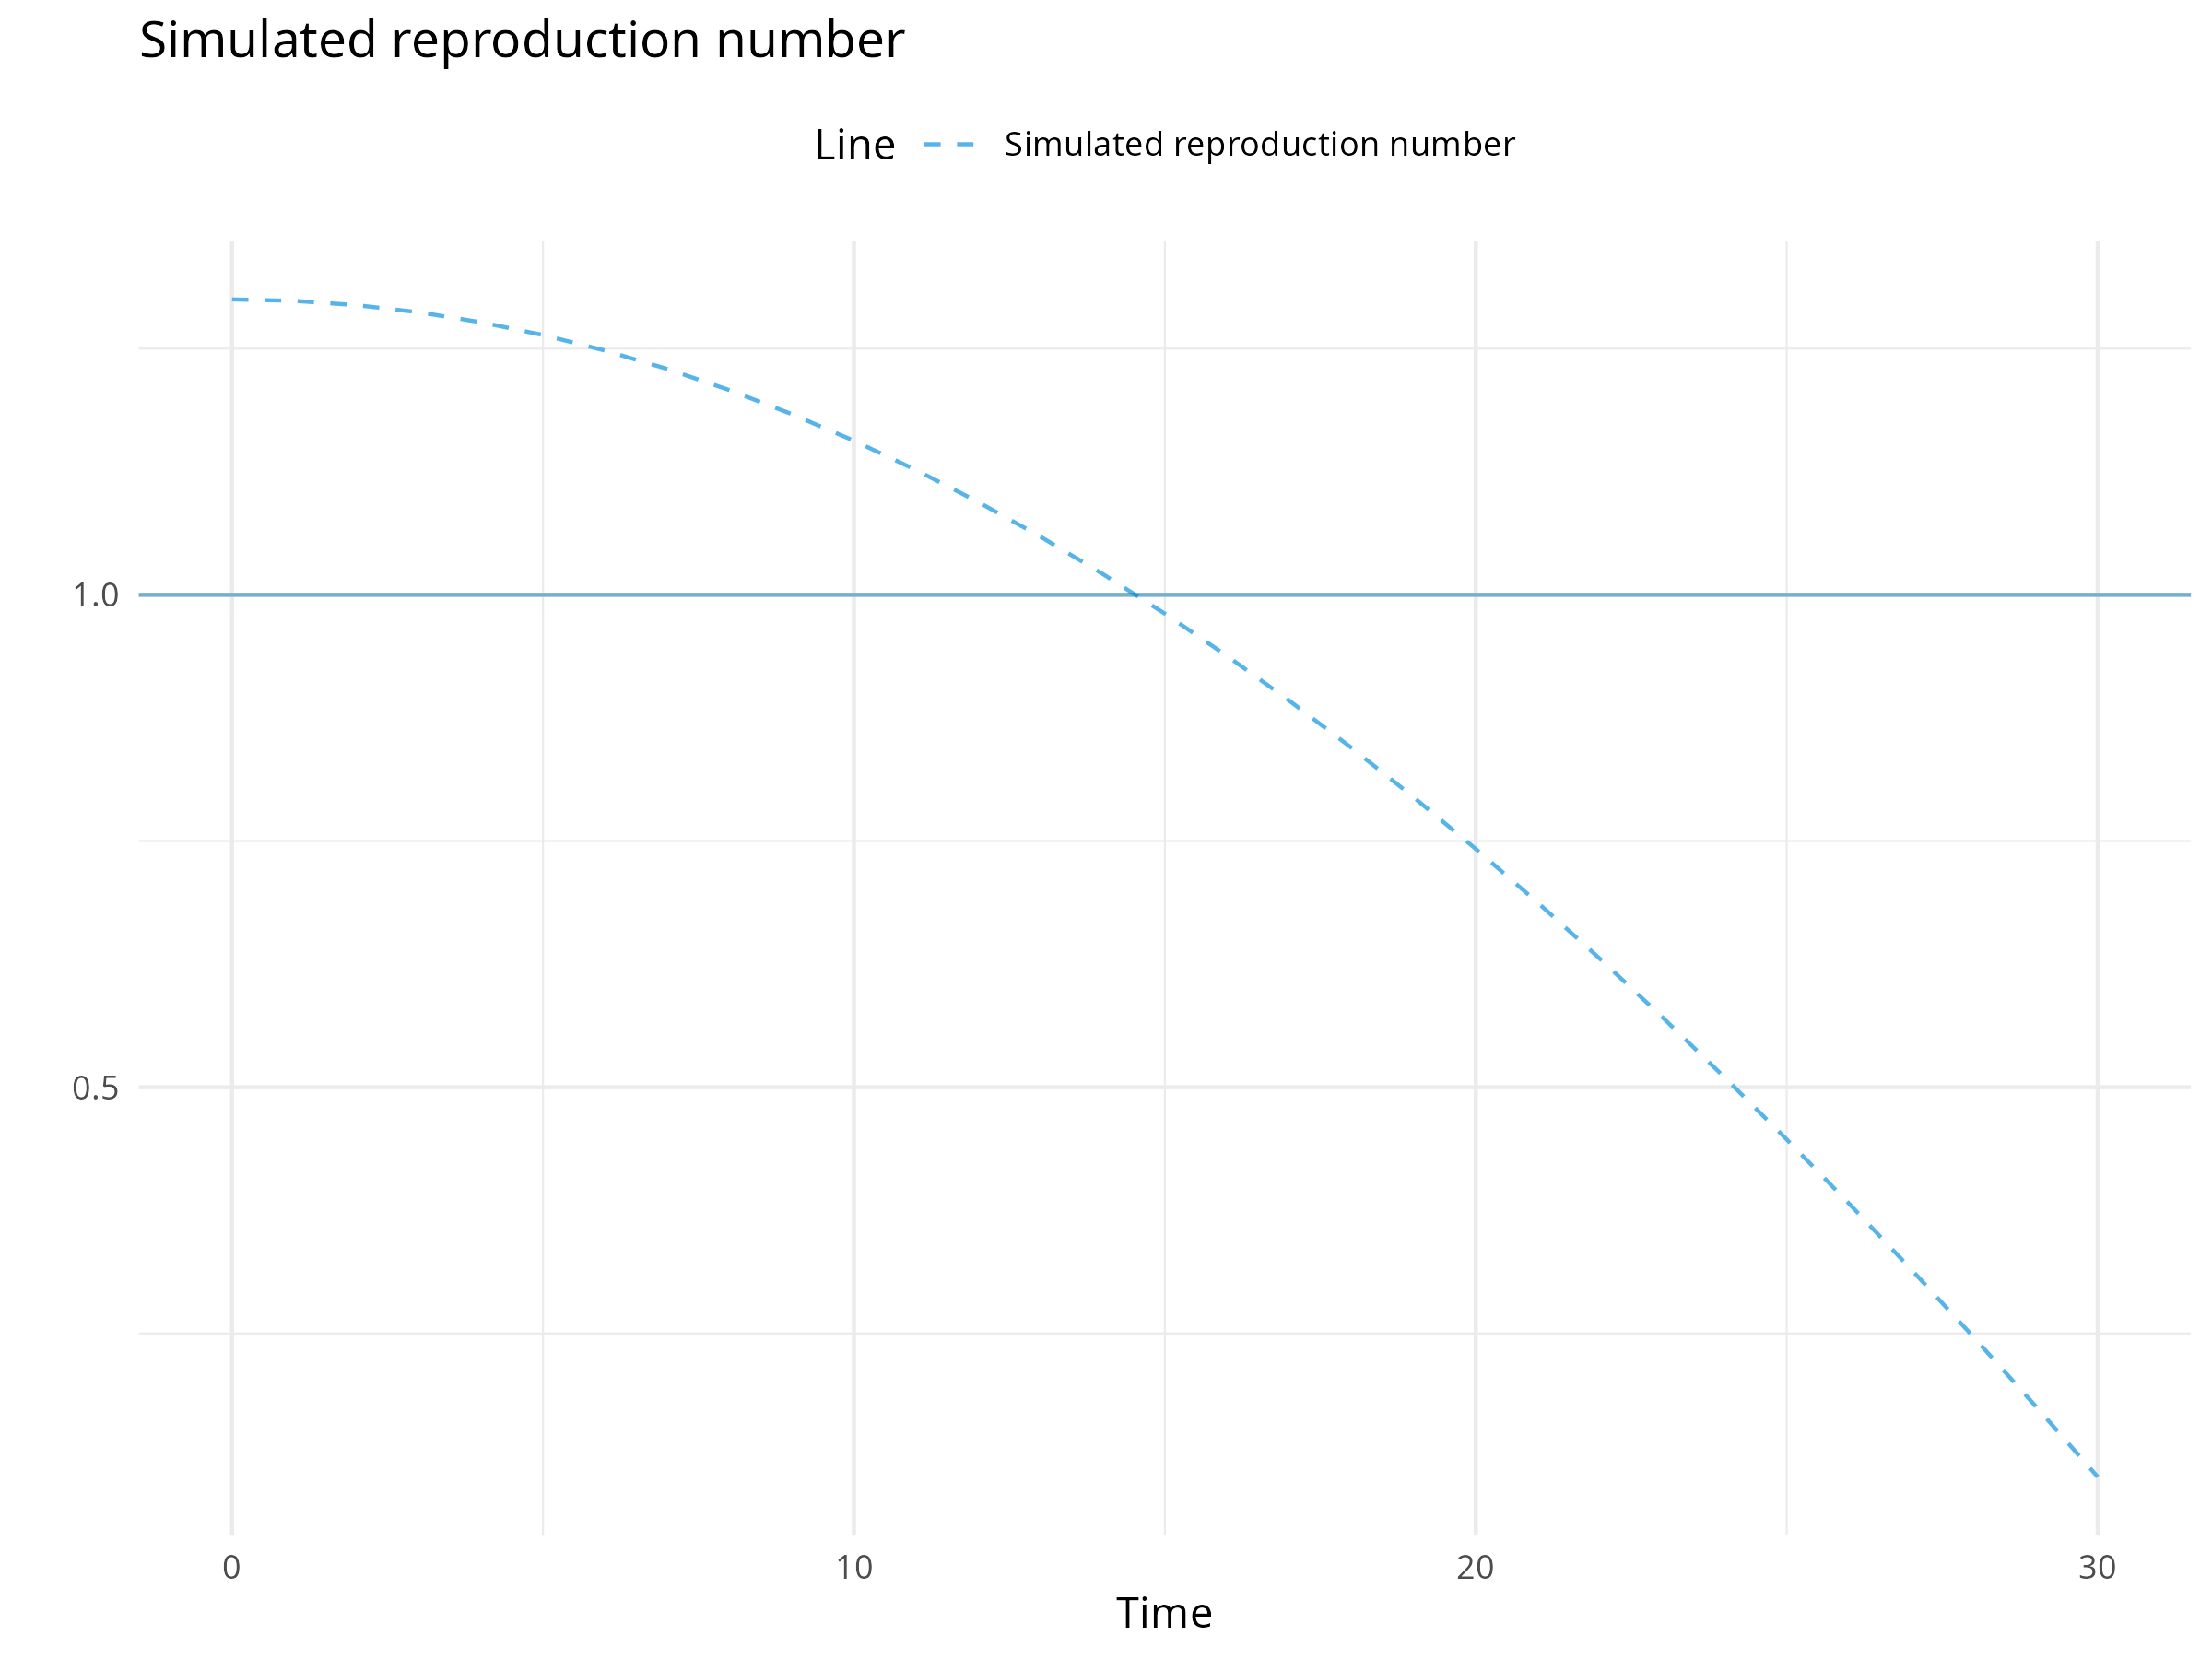 Simulated reproduction number
Line Simulated reproduction number
1.0
0.5
0 10 20 30
Time